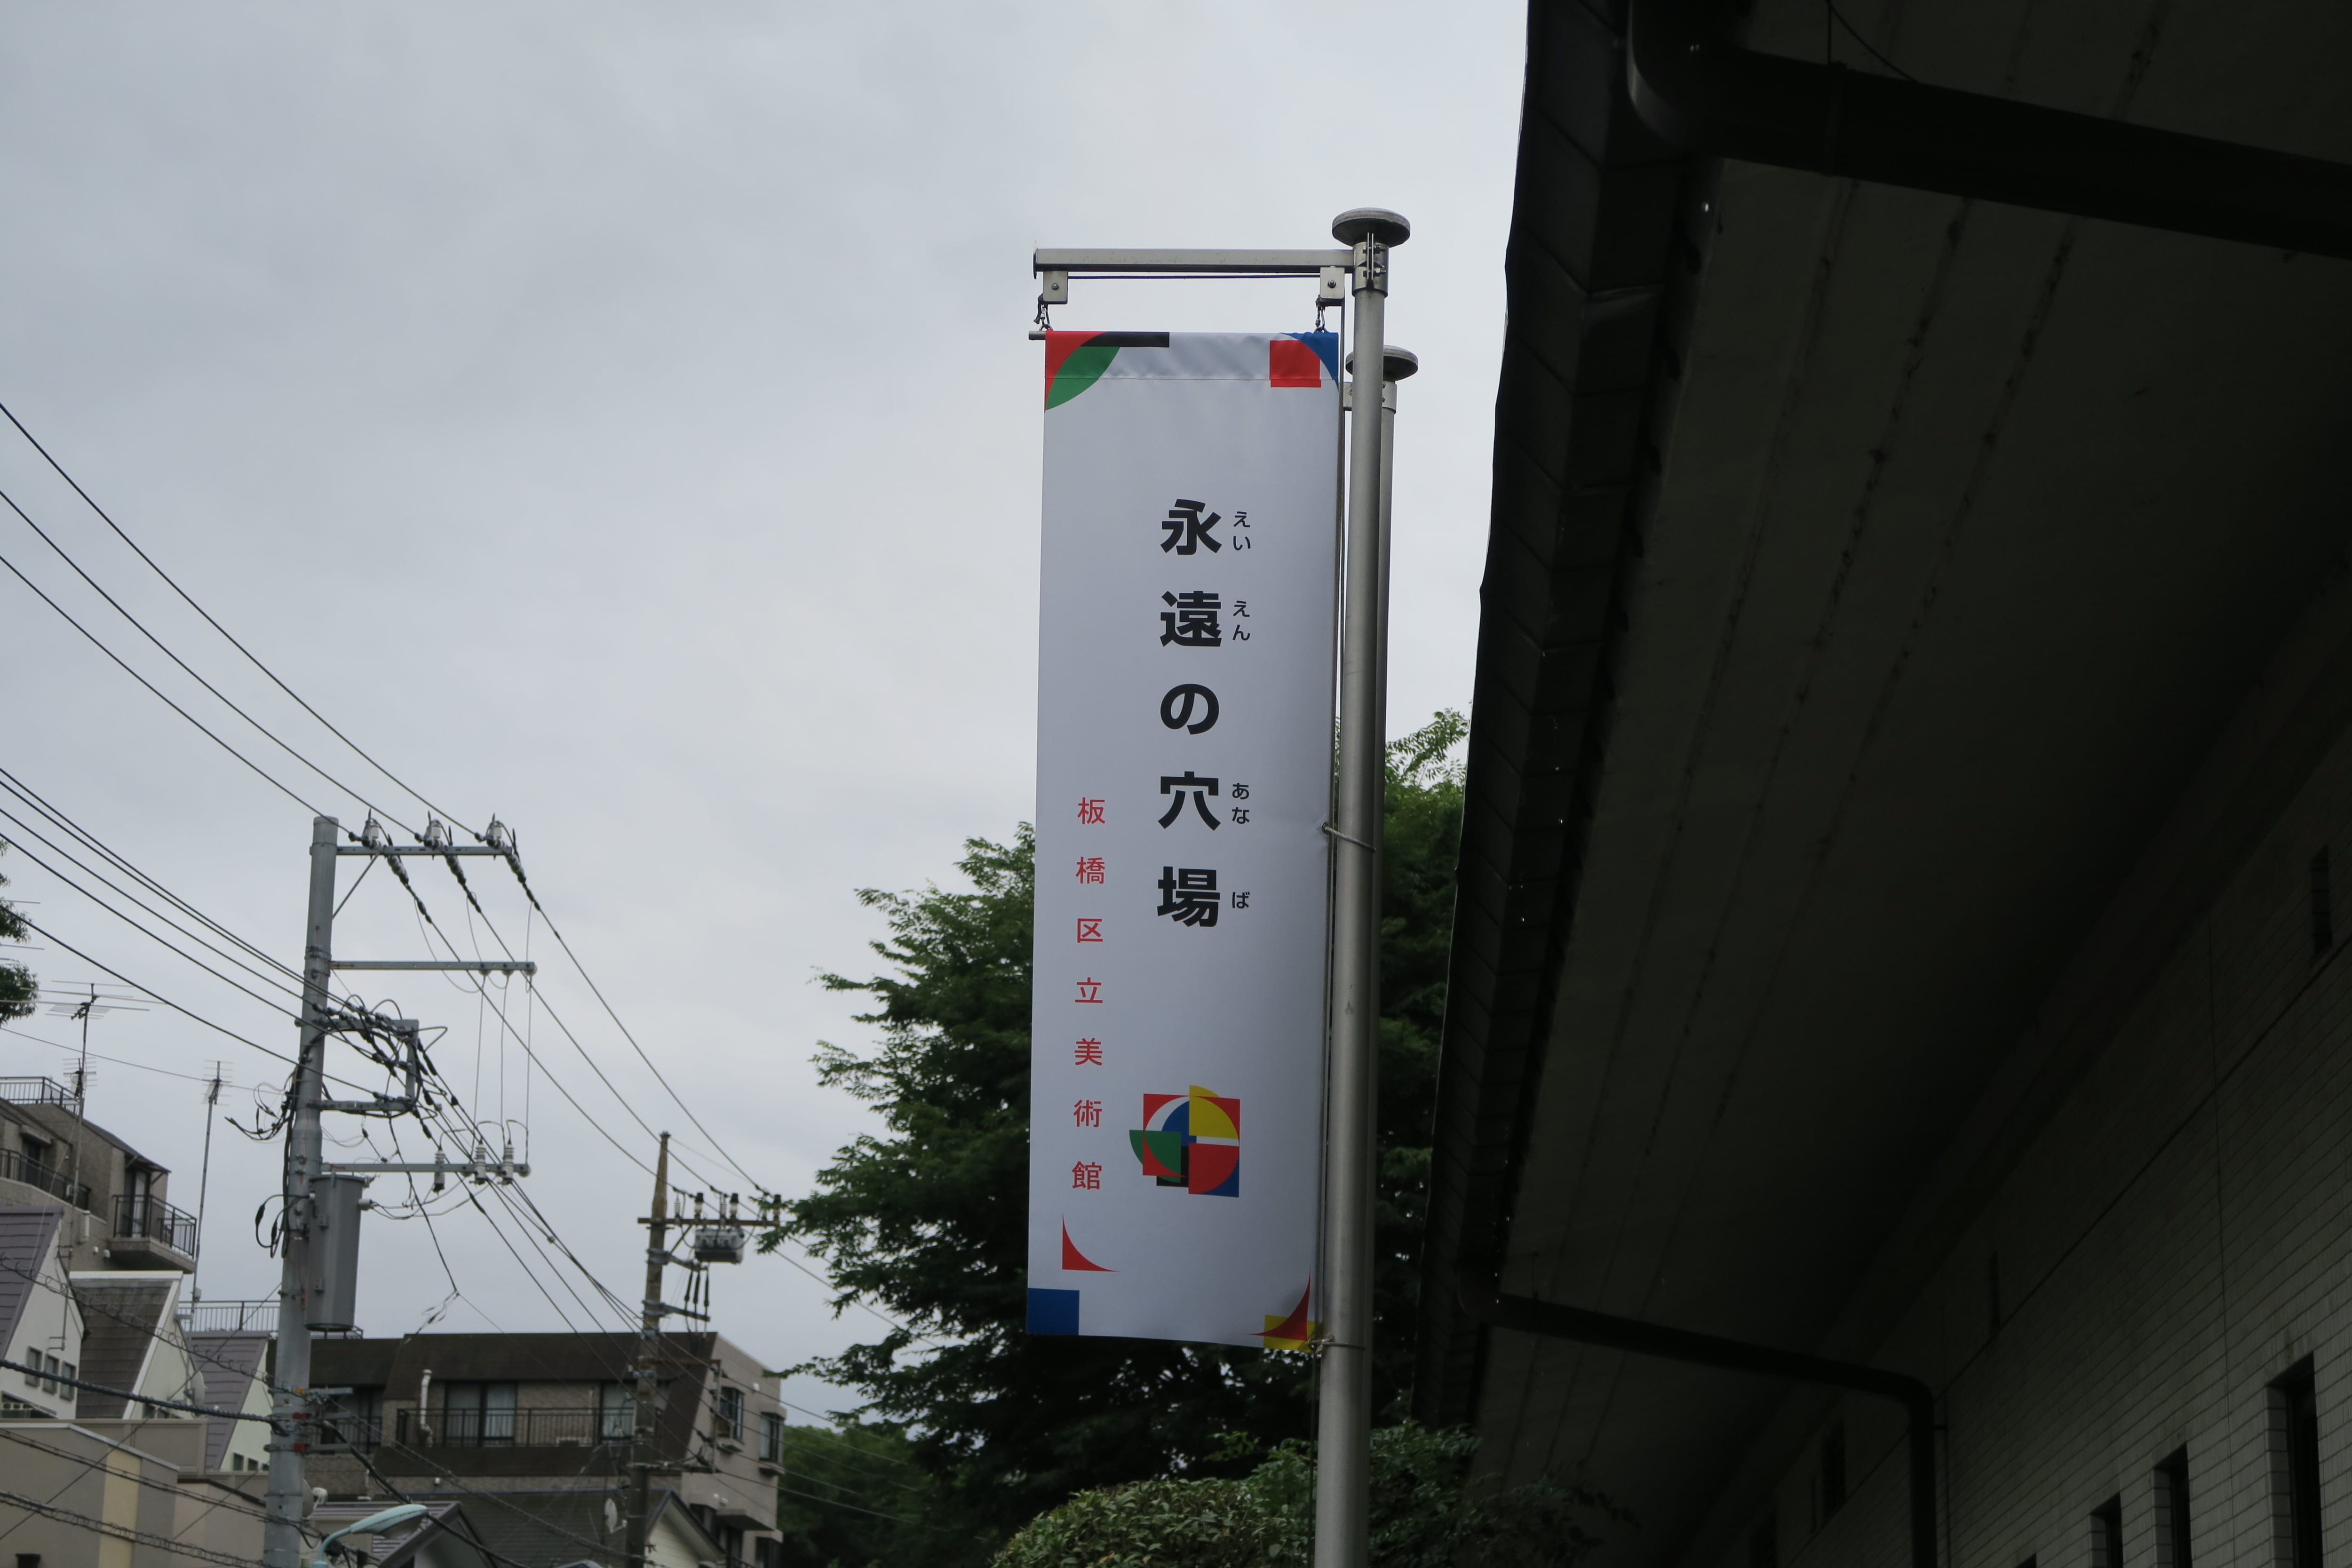 永遠の穴場
えいえん あなば
板橋区立美術館